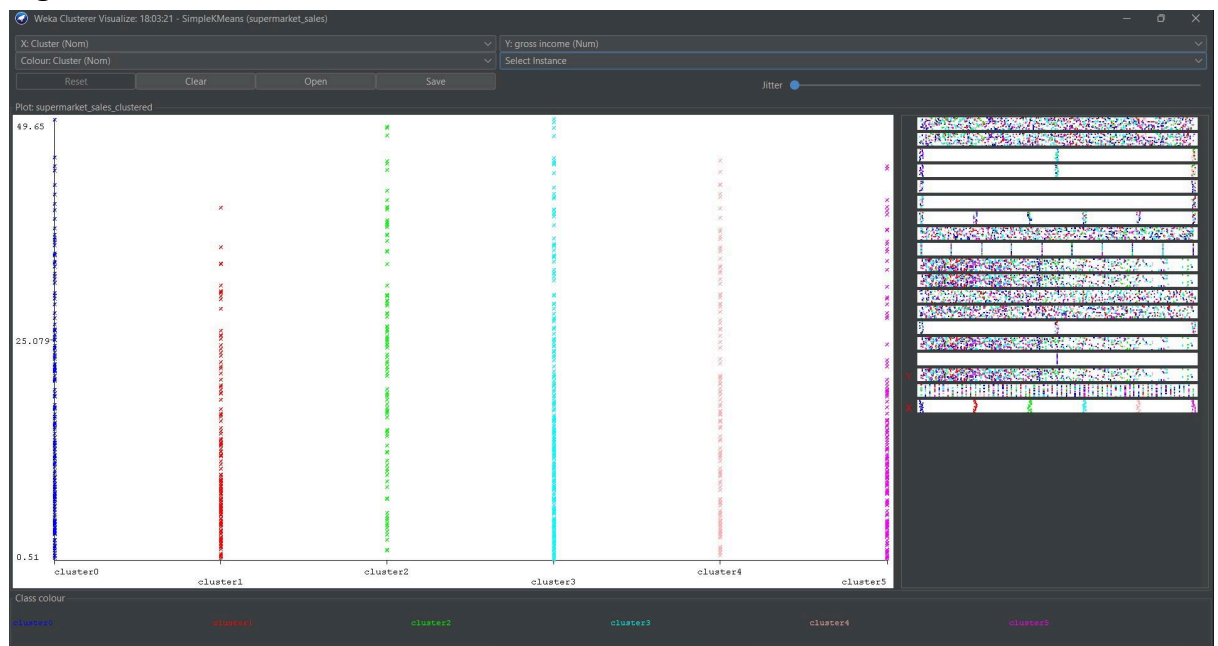 Weka Clusterer Visualize: 18:03:21 - SimpleKMeans (supermarket_sales)
X: Cluster (Nom) Y: gross income (Num)
Colour: Cluster (Nom) Select Instance
Reset Clear Open Save Jitter
Plot: supermarket_sales_clustered
49.65
25.079
0.51
cluster0 cluster1 cluster2 cluster3 cluster4 cluster5
Y
X
Class colour
cluster0 cluster1 cluster2 cluster3 cluster4 cluster5